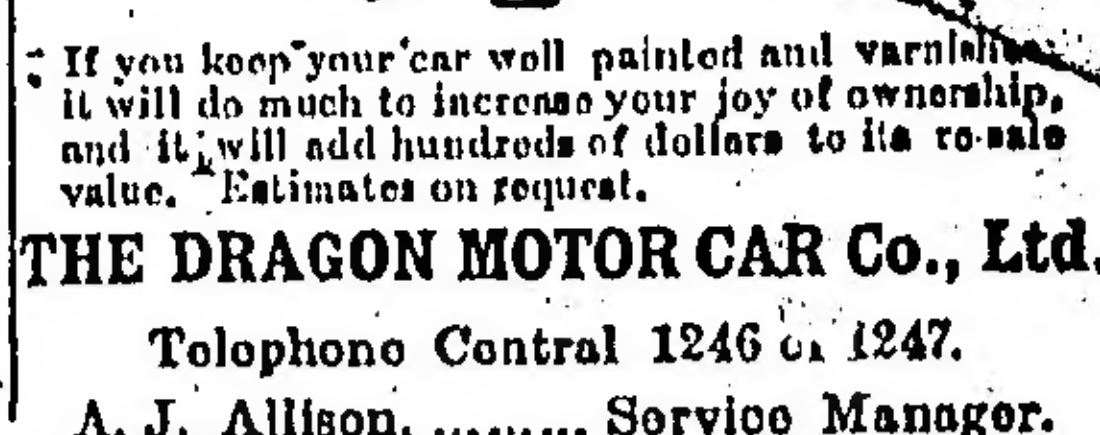 If you keep your car well painted and varnished
it will do much to increase your joy of ownership,
and it will add hundreds of dollars to its re-sale
value. Estimates on request.
THE DRAGON MOTOR CAR Co., Ltd.
Telephone Central 1246 or 1247.
A. J. Allison, ......... Service Manager.